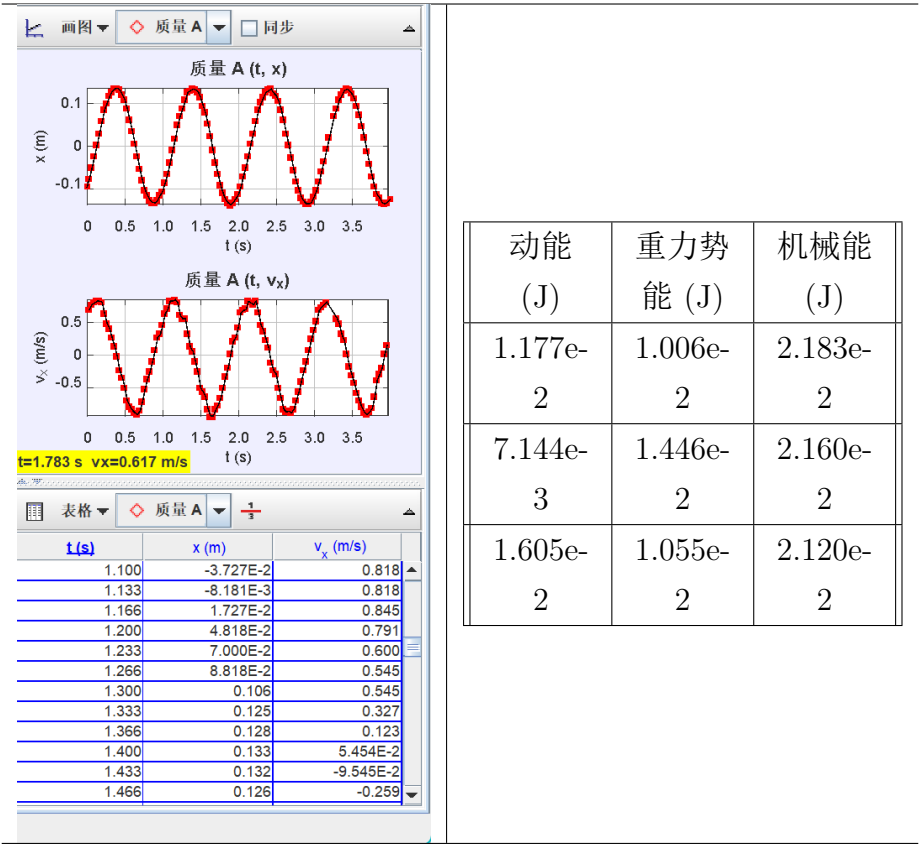 画图 质量 A 同步
质量 A (t, x)
x (m)
0.1
0
-0.1
0 0.5 1.0 1.5 2.0 2.5 3.0 3.5
t (s)
质量 A (t, vₓ)
vₓ (m/s)
0.5
0
-0.5
0 0.5 1.0 1.5 2.0 2.5 3.0 3.5
t (s)
t=1.783 s vx=0.617 m/s
表格 质量 A 1/3
t (s) x (m) vₓ (m/s)
1.100 -3.727E-2 0.818
1.133 -8.181E-3 0.818
1.166 1.727E-2 0.845
1.200 4.818E-2 0.791
1.233 7.000E-2 0.600
1.266 8.818E-2 0.545
1.300 0.106 0.545
1.333 0.125 0.327
1.366 0.128 0.123
1.400 0.133 5.454E-2
1.433 0.132 -9.545E-2
1.466 0.126 -0.259
动能 重力势 机械能
(J) 能 (J) (J)
1.177e- 1.006e- 2.183e-
2 2 2
7.144e- 1.446e- 2.160e-
3 2 2
1.605e- 1.055e- 2.120e-
2 2 2